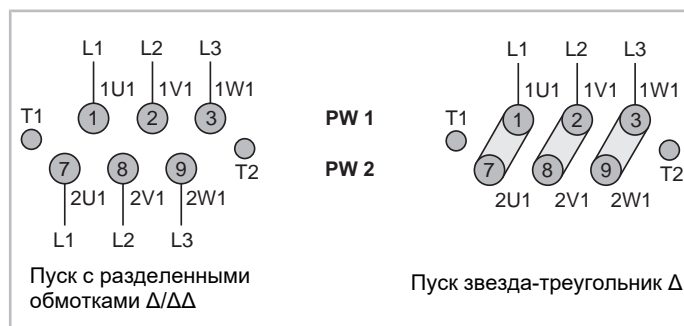 L1 L2 L3
1U1 1V1 1W1
T1 1 2 3
7 8 9 T2
2U1 2V1 2W1
L1 L2 L3
Пуск с разделенными
обмотками Δ/ΔΔ
PW 1
PW 2
L1 L2 L3
1U1 1V1 1W1
T1 1 2 3
7 8 9 T2
2U1 2V1 2W1
Пуск звезда-треугольник Δ